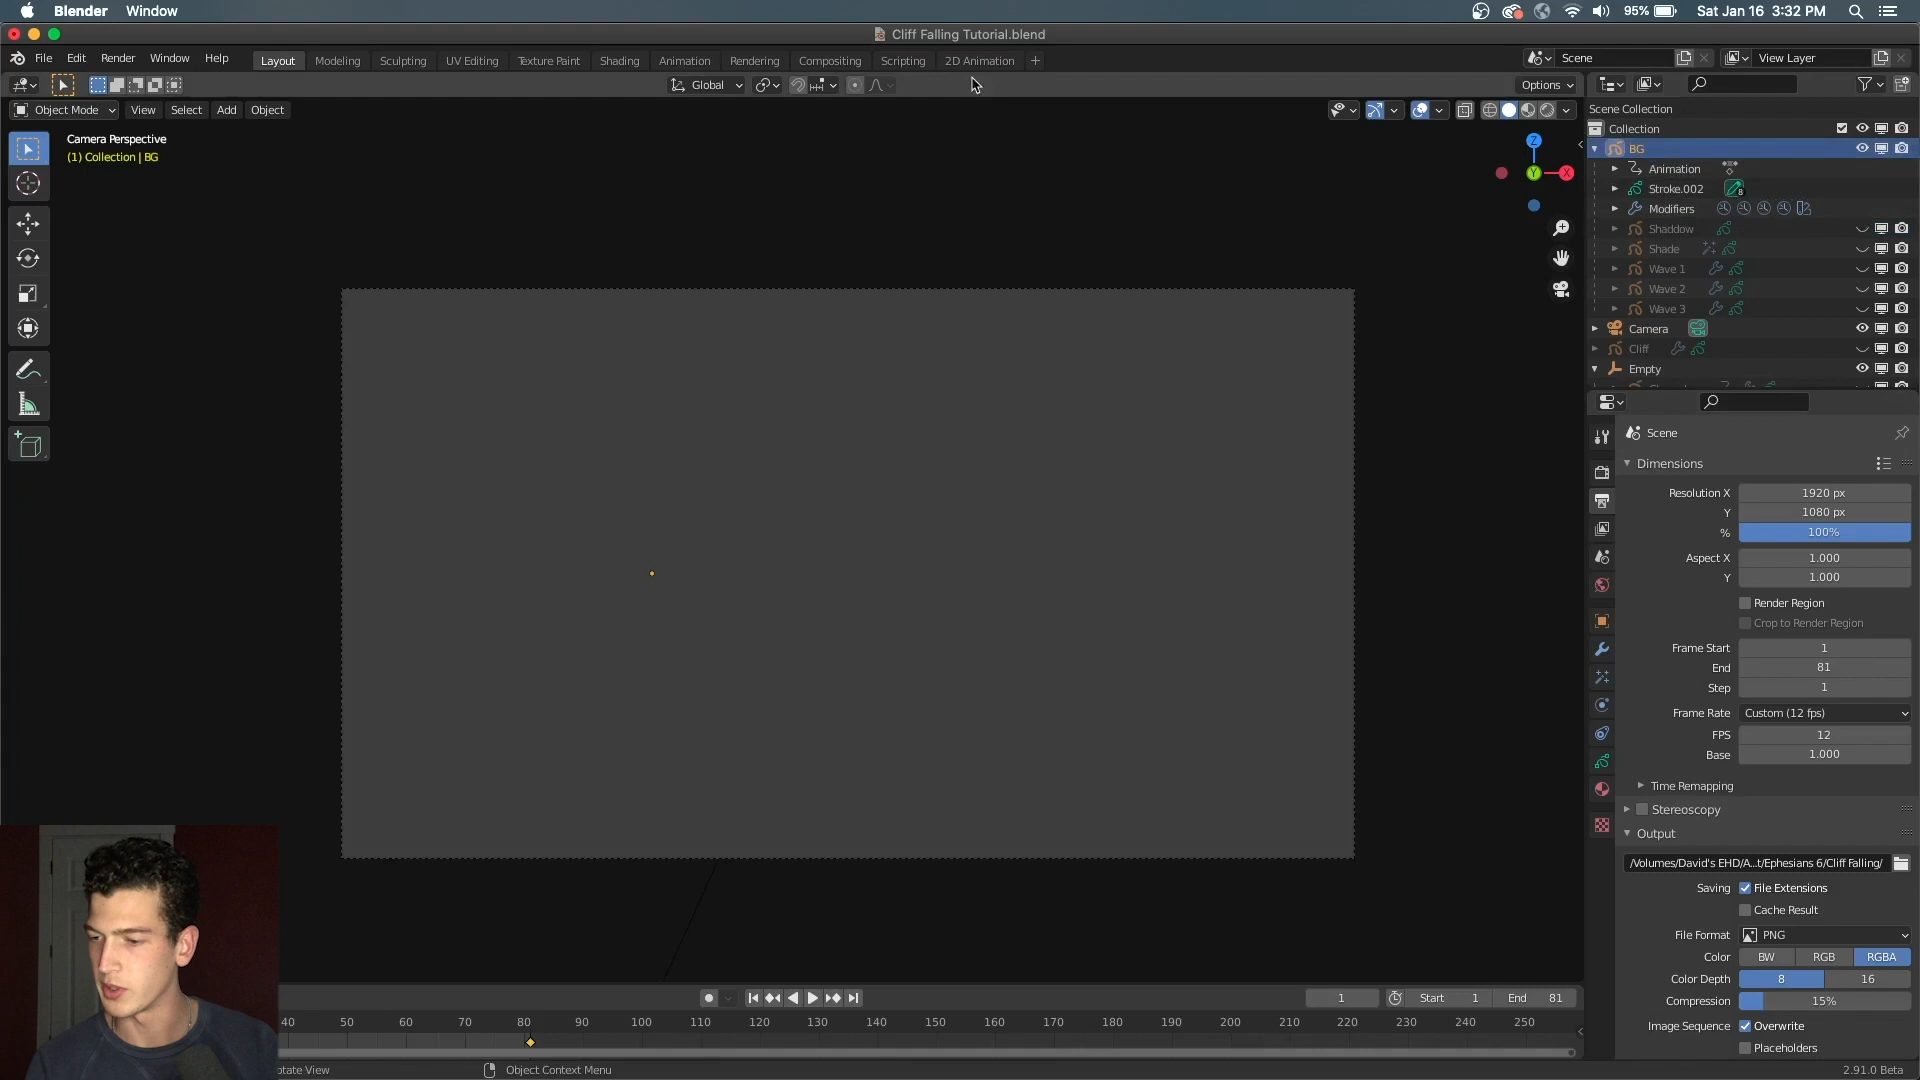 Blender Window 95% Sat Jan 16 3:32 PM
Cliff Falling Tutorial.blend
File Edit Render Window Help Layout Modeling Sculpting UV Editing Texture Paint Shading Animation Rendering Compositing Scripting 2D Animation + Scene View Layer
Global Options
Object Mode View Select Add Object
Scene Collection
Camera Perspective
(1) Collection | BG
Z
Y
X
Collection
BG
Animation
Stroke.002 8
Modifiers
Shaddow
Shade
Wave 1
Wave 2
Wave 3
Camera
Cliff
Empty
Scene
Dimensions
Resolution X 1920 px
Y 1080 px
% 100%
Aspect X 1.000
Y 1.000
Render Region
Crop to Render Region
Frame Start 1
End 81
Step 1
Frame Rate Custom (12 fps)
FPS 12
Base 1.000
Time Remapping
Stereoscopy
Output
/Volumes/David's EHD/A...t/Ephesians 6/Cliff Falling/
Saving File Extensions
Cache Result
File Format PNG
Color BW RGB RGBA
Color Depth 8 16
Compression 15%
Image Sequence Overwrite
Placeholders
1 Start 1 End 81
40 50 60 70 80 90 100 110 120 130 140 150 160 170 180 190 200 210 220 230 240 250
otate View Object Context Menu 2.91.0 Beta